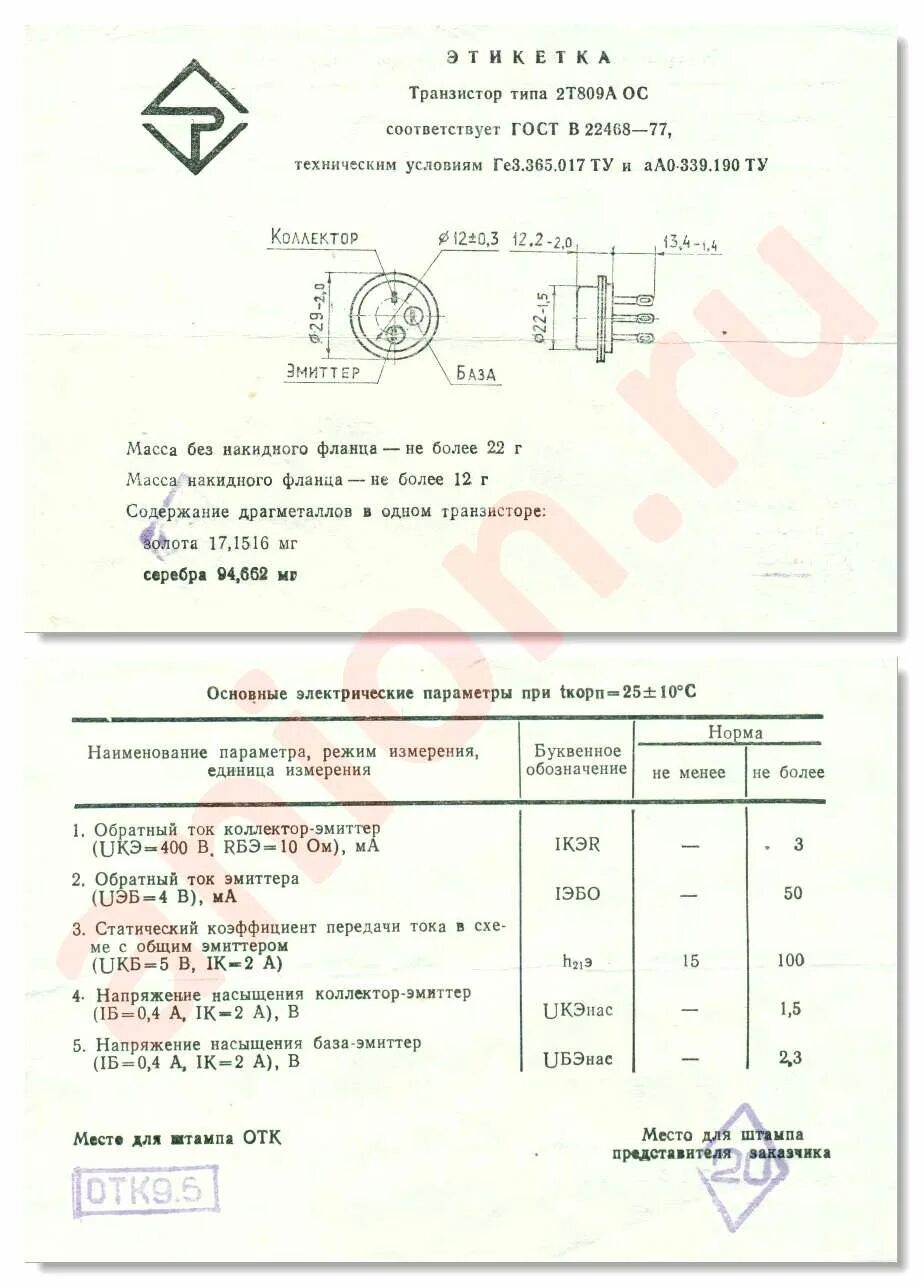 ЭТИКЕТКА
Транзистор типа 2Т809А ОС
соответствует ГОСТ В 22468—77,
техническим условиям Ге3.365.017 ТУ и аА0.339.190 ТУ
КОЛЛЕКТОР ⌀12±0,3 12,2-2,0 13,4-1,4
⌀29-2,0
⌀22-1,5
ЭМИТТЕР БАЗА
Масса без накидного фланца — не более 22 г
Масса накидного фланца — не более 12 г
Содержание драгметаллов в одном транзисторе:
золота 17,1516 мг
серебра 94,662 мг
anion.ru
Основные электрические параметры при tкорп=25±10°С
Наименование параметра, режим измерения, единица измерения
Буквенное обозначение
Норма
не менее не более
1. Обратный ток коллектор-эмиттер
(UКЭ=400 В, RБЭ=10 Ом), мА IКЭR — 3
2. Обратный ток эмиттера
(UЭБ=4 В), мА IЭБО — 50
3. Статический коэффициент передачи тока в схе-
ме с общим эмиттером
(UКБ=5 В, IК=2 А) h21э 15 100
4. Напряжение насыщения коллектор-эмиттер
(IБ=0,4 А, IК=2 А), В UКЭнас — 1,5
5. Напряжение насыщения база-эмиттер
(IБ=0,4 А, IК=2 А), В UБЭнас — 2,3
Место для штампа ОТК
Место для штампа
представителя заказчика
ОТК9.5
20